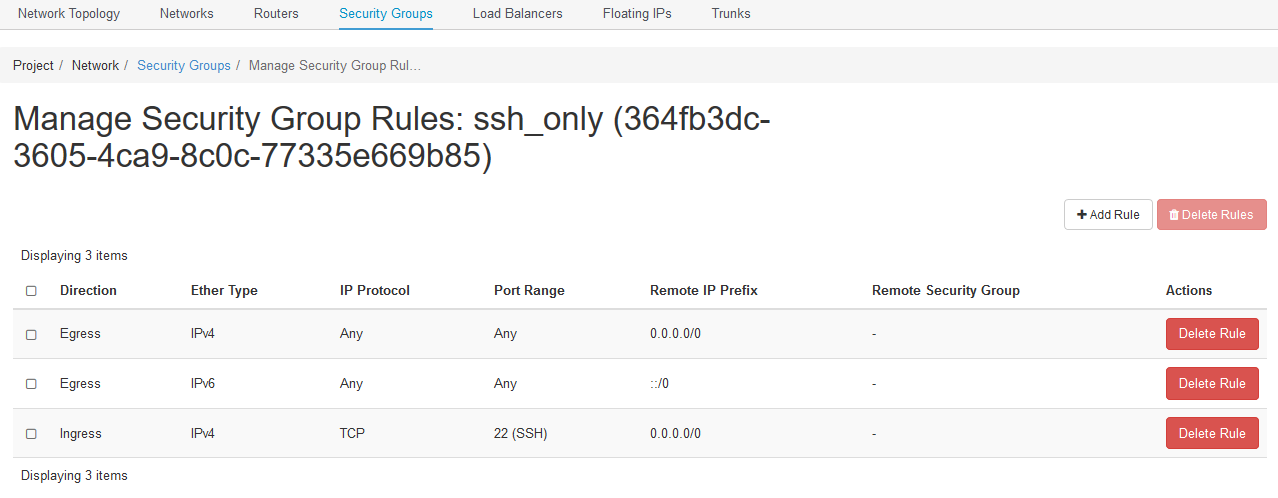 Network Topology Networks Routers Security Groups Load Balancers Floating IPs Trunks
Project / Network / Security Groups / Manage Security Group Rul...
Manage Security Group Rules: ssh_only (364fb3dc-
3605-4ca9-8c0c-77335e669b85)
Add Rule Delete Rules
Displaying 3 items
Direction Ether Type IP Protocol Port Range Remote IP Prefix Remote Security Group Actions
Egress IPv4 Any Any 0.0.0.0/0 - Delete Rule
Egress IPv6 Any Any ::/0 - Delete Rule
Ingress IPv4 TCP 22 (SSH) 0.0.0.0/0 - Delete Rule
Displaying 3 items